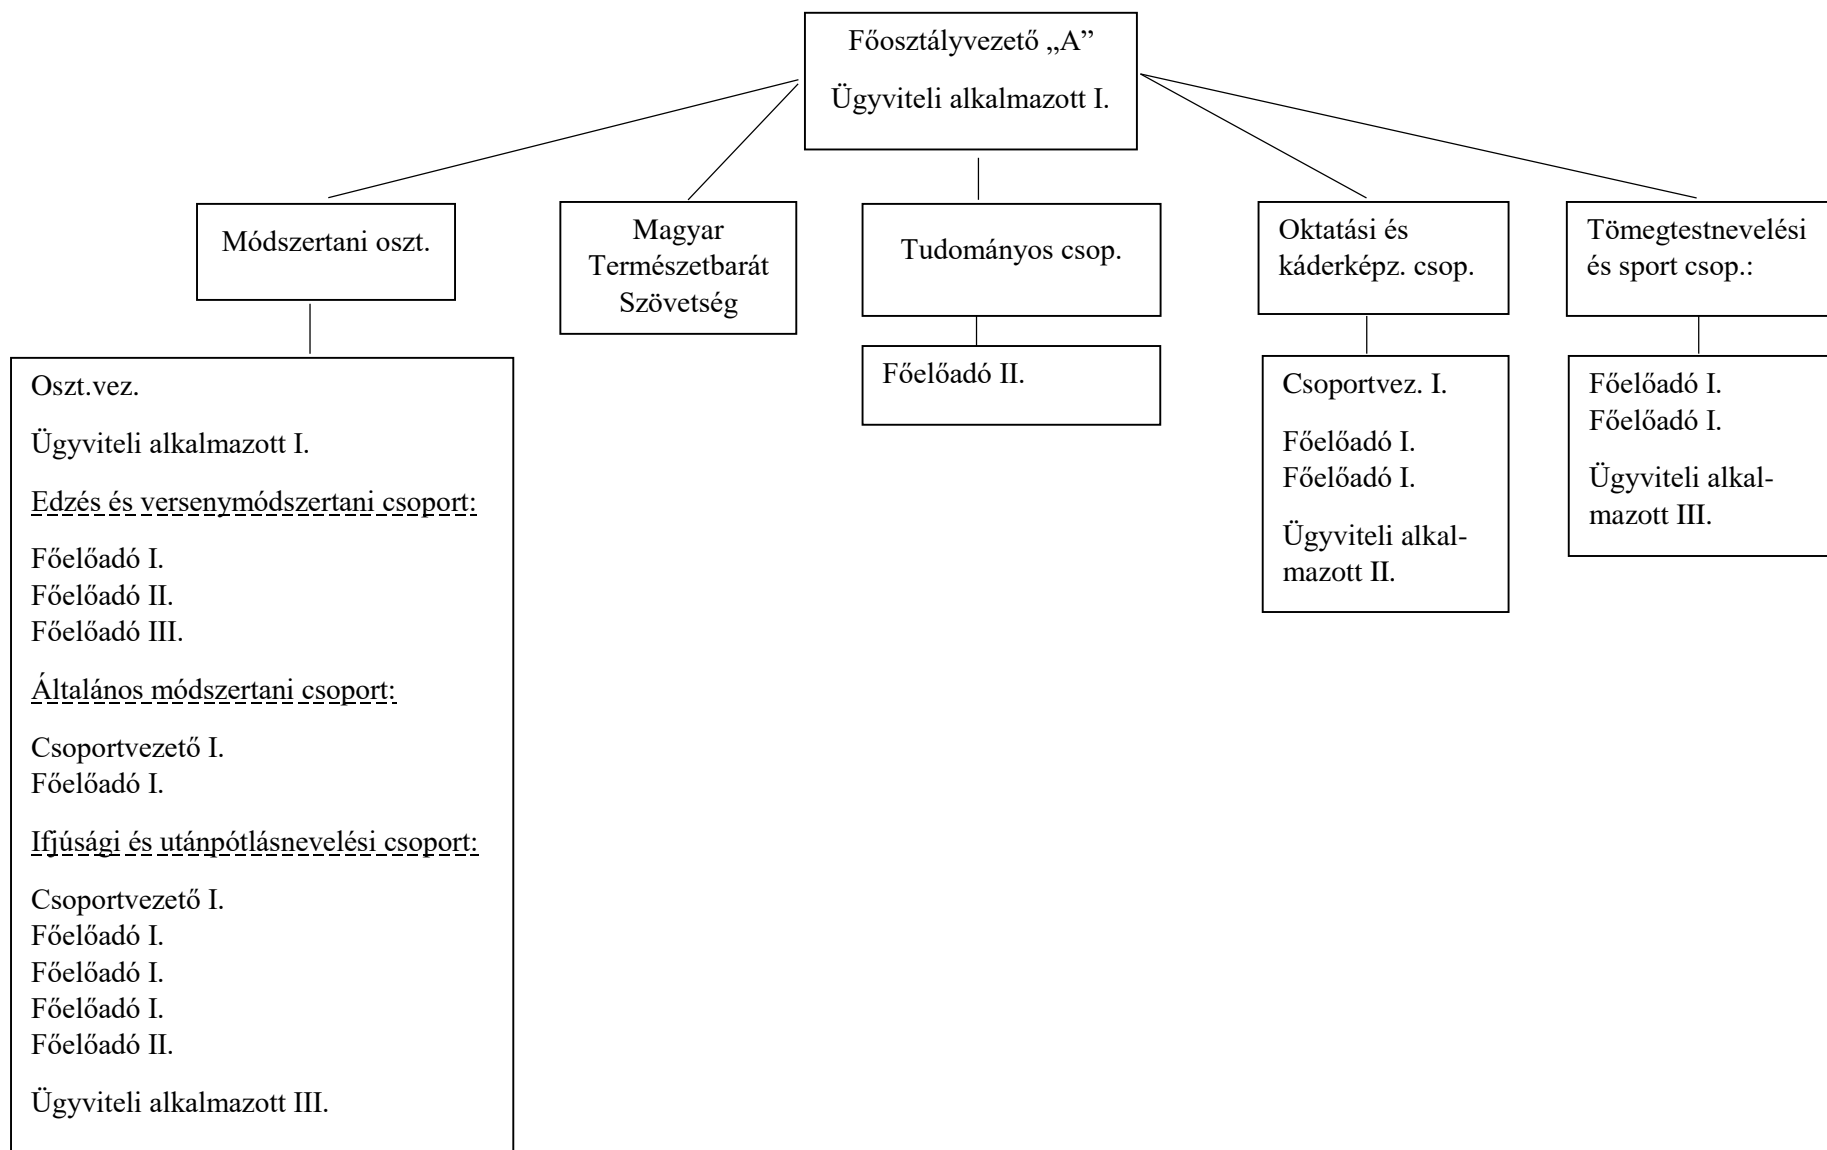 Főosztályvezető „A”
Ügyviteli alkalmazott I.
Módszertani oszt.
Magyar
Természetbarát
Szövetség
Tudományos csop.
Oktatási és
káderképz. csop.
Tömegtestnevelési
és sport csop.:
Oszt.vez.
Ügyviteli alkalmazott I.
Edzés és versenymódszertani csoport:
Főelőadó I.
Főelőadó II.
Főelőadó III.
Általános módszertani csoport:
Csoportvezető I.
Főelőadó I.
Ifjúsági és utánpótlásnevelési csoport:
Csoportvezető I.
Főelőadó I.
Főelőadó I.
Főelőadó I.
Főelőadó II.
Ügyviteli alkalmazott III.
Főelőadó II.
Csoportvez. I.
Főelőadó I.
Főelőadó I.
Ügyviteli alkal-
mazott II.
Főelőadó I.
Főelőadó I.
Ügyviteli alkal-
mazott III.